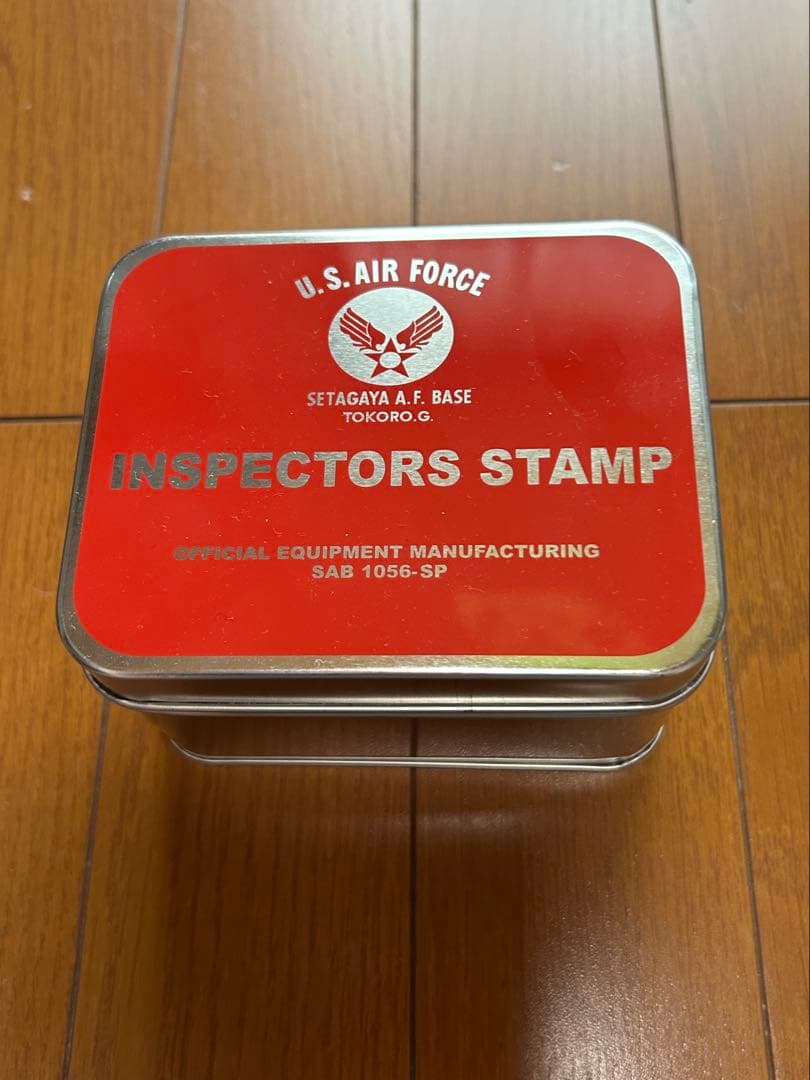 U.S. AIR FORCE
SETAGAYA A.F. BASE
TOKORO.G.
INSPECTORS STAMP
OFFICIAL EQUIPMENT MANUFACTURING
SAB 1056-SP